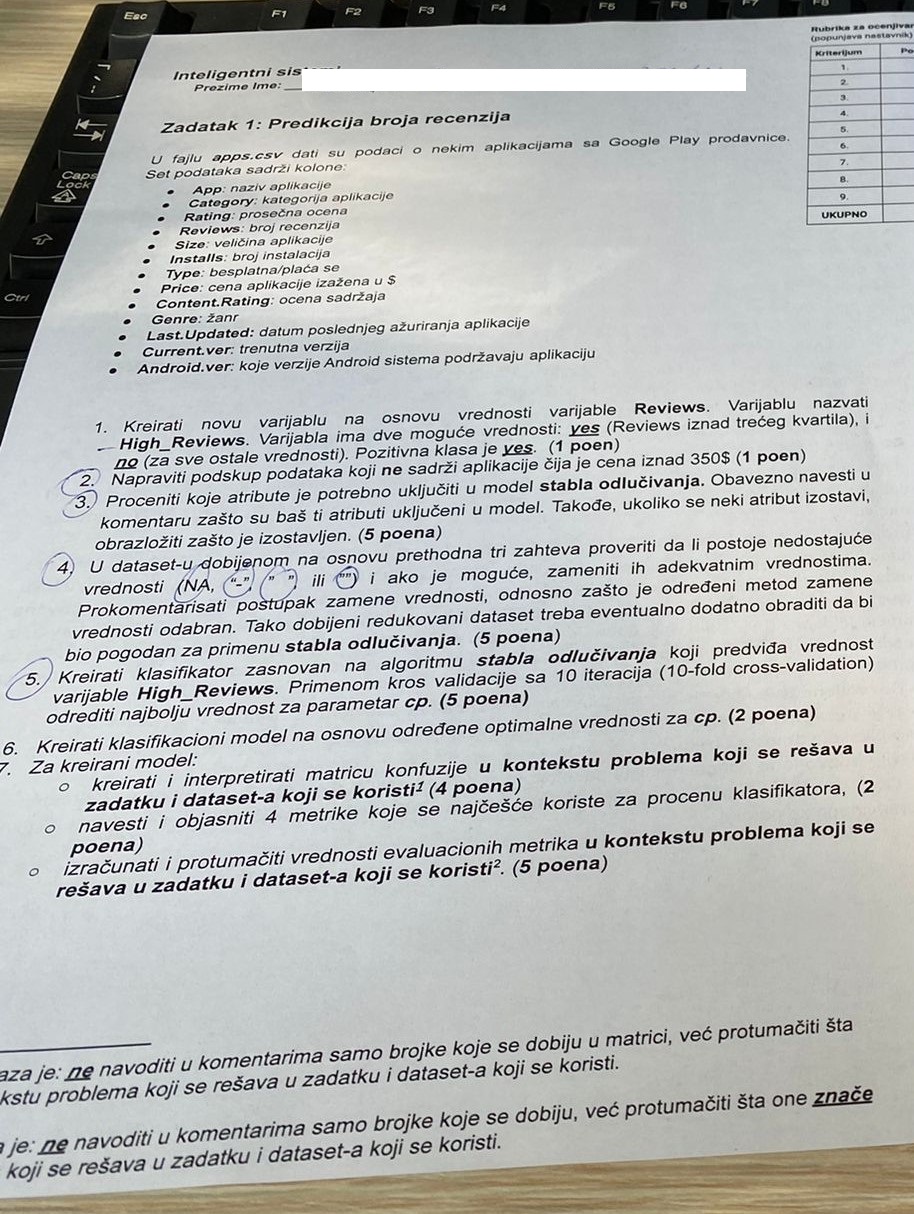 Esc
F1
F2
F3
F4
F5
F6
F7
F8
Caps
Lock
Ctrl
Rubrika za ocenjivan
(popunjava nastavnik)
Kriterijum Po
1.
2.
3.
4.
5.
6.
7.
8.
9.
UKUPNO
Inteligentni sis
Prezime Ime:
Zadatak 1: Predikcija broja recenzija
U fajlu apps.csv dati su podaci o nekim aplikacijama sa Google Play prodavnice.
Set podataka sadrži kolone:
• App: naziv aplikacije
• Category: kategorija aplikacije
• Rating: prosečna ocena
• Reviews: broj recenzija
• Size: veličina aplikacije
• Installs: broj instalacija
• Type: besplatna/plaća se
• Price: cena aplikacije izažena u $
• Content.Rating: ocena sadržaja
• Genre: žanr
• Last.Updated: datum poslednjeg ažuriranja aplikacije
• Current.ver: trenutna verzija
• Android.ver: koje verzije Android sistema podržavaju aplikaciju
1. Kreirati novu varijablu na osnovu vrednosti varijable Reviews. Varijablu nazvati
High_Reviews. Varijabla ima dve moguće vrednosti: yes (Reviews iznad trećeg kvartila), i
no (za sve ostale vrednosti). Pozitivna klasa je yes. (1 poen)
2. Napraviti podskup podataka koji ne sadrži aplikacije čija je cena iznad 350$ (1 poen)
3. Proceniti koje atribute je potrebno uključiti u model stabla odlučivanja. Obavezno navesti u
komentaru zašto su baš ti atributi uključeni u model. Takođe, ukoliko se neki atribut izostavi,
obrazložiti zašto je izostavljen. (5 poena)
4. U dataset-u dobijenom na osnovu prethodna tri zahteva proveriti da li postoje nedostajuće
vrednosti (NA, “-”, ” ” ili ””) i ako je moguće, zameniti ih adekvatnim vrednostima.
Prokomentarisati postupak zamene vrednosti, odnosno zašto je određeni metod zamene
vrednosti odabran. Tako dobijeni redukovani dataset treba eventualno dodatno obraditi da bi
bio pogodan za primenu stabla odlučivanja. (5 poena)
5. Kreirati klasifikator zasnovan na algoritmu stabla odlučivanja koji predviđa vrednost
varijable High_Reviews. Primenom kros validacije sa 10 iteracija (10-fold cross-validation)
odrediti najbolju vrednost za parametar cp. (5 poena)
6. Kreirati klasifikacioni model na osnovu određene optimalne vrednosti za cp. (2 poena)
7. Za kreirani model:
o kreirati i interpretirati matricu konfuzije u kontekstu problema koji se rešava u
zadatku i dataset-a koji se koristi¹ (4 poena)
o navesti i objasniti 4 metrike koje se najčešće koriste za procenu klasifikatora, (2
poena)
o izračunati i protumačiti vrednosti evaluacionih metrika u kontekstu problema koji se
rešava u zadatku i dataset-a koji se koristi². (5 poena)
aza je: ne navoditi u komentarima samo brojke koje se dobiju u matrici, već protumačiti šta
kstu problema koji se rešava u zadatku i dataset-a koji se koristi.
je: ne navoditi u komentarima samo brojke koje se dobiju, već protumačiti šta one znače
koji se rešava u zadatku i dataset-a koji se koristi.